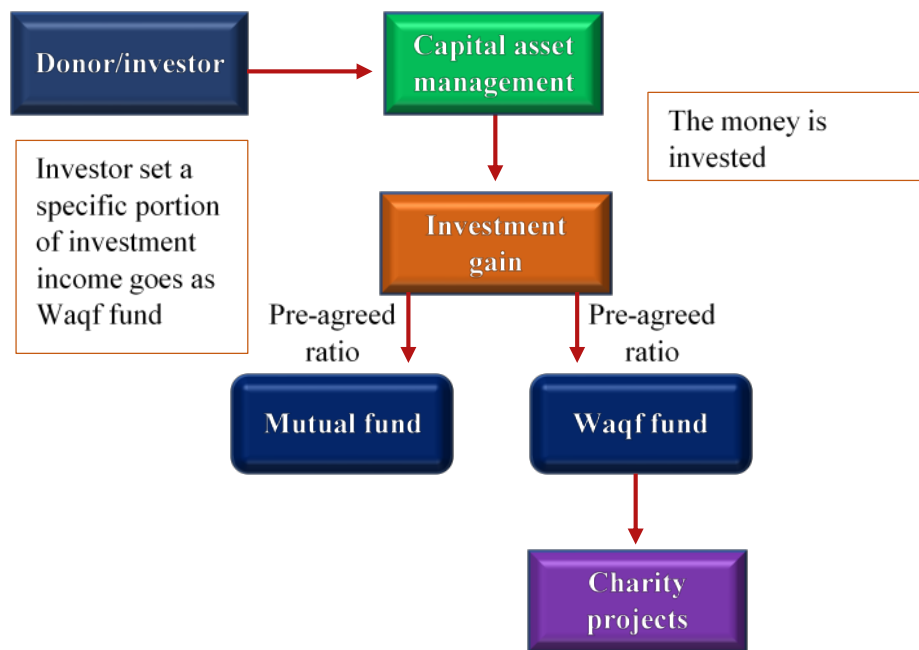 Donor/investor
Capital asset
management
The money is
invested
Investor set a
specific portion
of investment
income goes as
Waqf fund
Investment
gain
Pre-agreed
ratio
Pre-agreed
ratio
Mutual fund
Waqf fund
Charity
projects